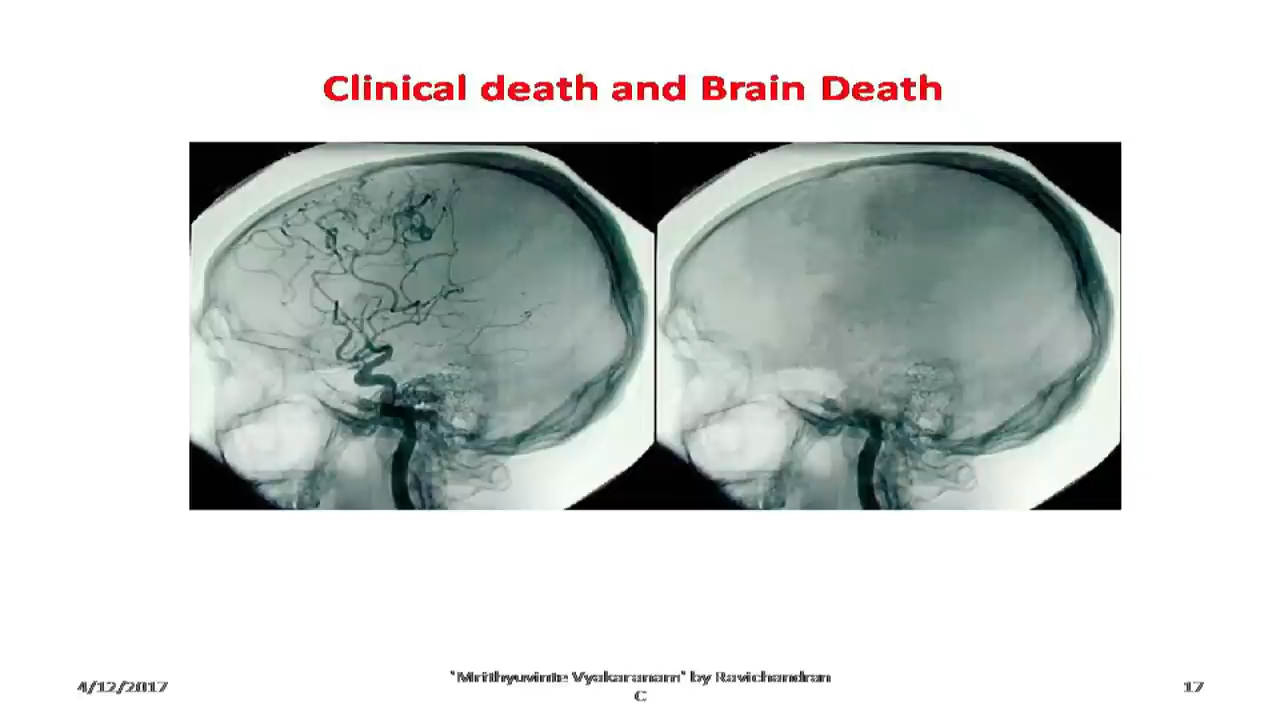 Clinical death and Brain Death
4/12/2017
"Mrithyuvinte Vyakaranam" by Ravichandran
C
17